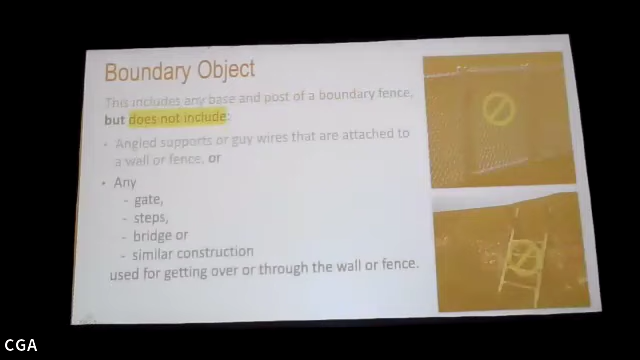 Boundary Object
This includes any base and post of a boundary fence,
but does not include:
• Angled supports or guy wires that are attached to
a wall or fence, or
• Any
- gate,
- steps,
- bridge or
- similar construction
used for getting over or through the wall or fence.
CGA